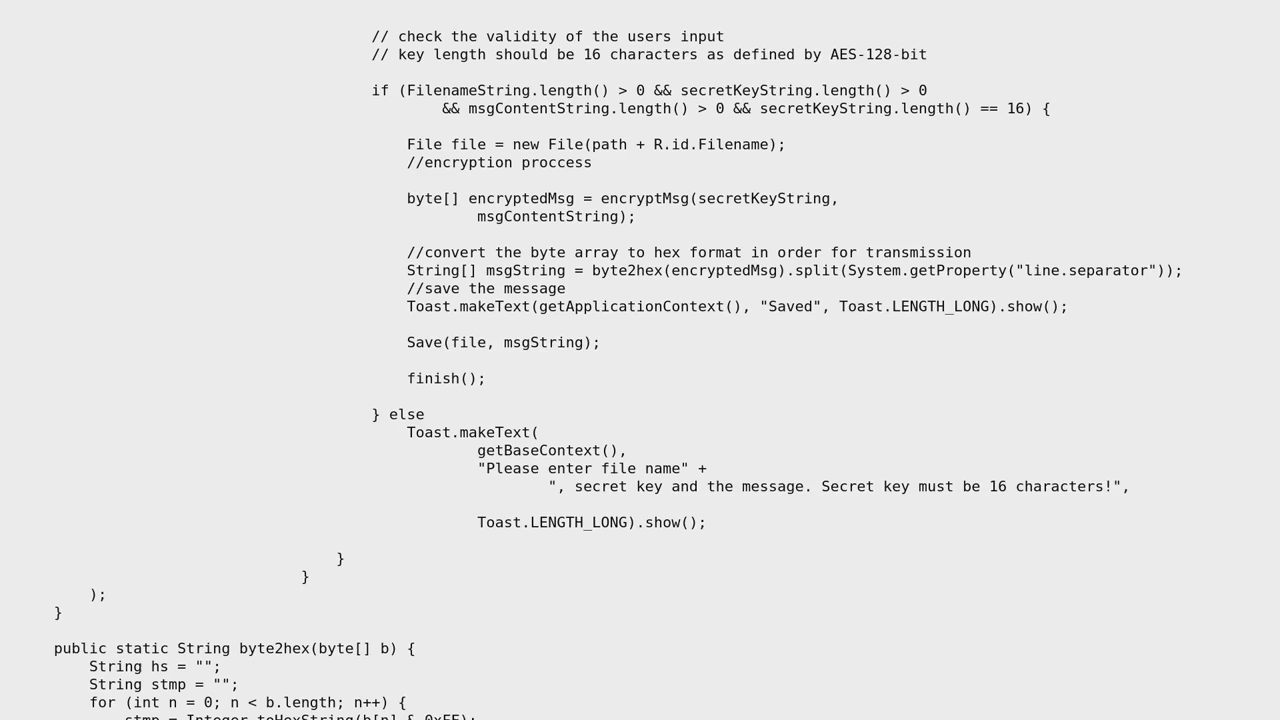 // check the validity of the users input
// key length should be 16 characters as defined by AES-128-bit
if (FilenameString.length() > 0 && secretKeyString.length() > 0
&& msgContentString.length() > 0 && secretKeyString.length() == 16) {
File file = new File(path + R.id.Filename);
//encryption proccess
byte[] encryptedMsg = encryptMsg(secretKeyString,
msgContentString);
//convert the byte array to hex format in order for transmission
String[] msgString = byte2hex(encryptedMsg).split(System.getProperty("line.separator"));
//save the message
Toast.makeText(getApplicationContext(), "Saved", Toast.LENGTH_LONG).show();
Save(file, msgString);
finish();
} else
Toast.makeText(
getBaseContext(),
"Please enter file name" +
", secret key and the message. Secret key must be 16 characters!",
Toast.LENGTH_LONG).show();
}
}
);
}
public static String byte2hex(byte[] b) {
String hs = "";
String stmp = "";
for (int n = 0; n < b.length; n++) {
stmp = Integer.toHexString(b[n] & 0xFF);